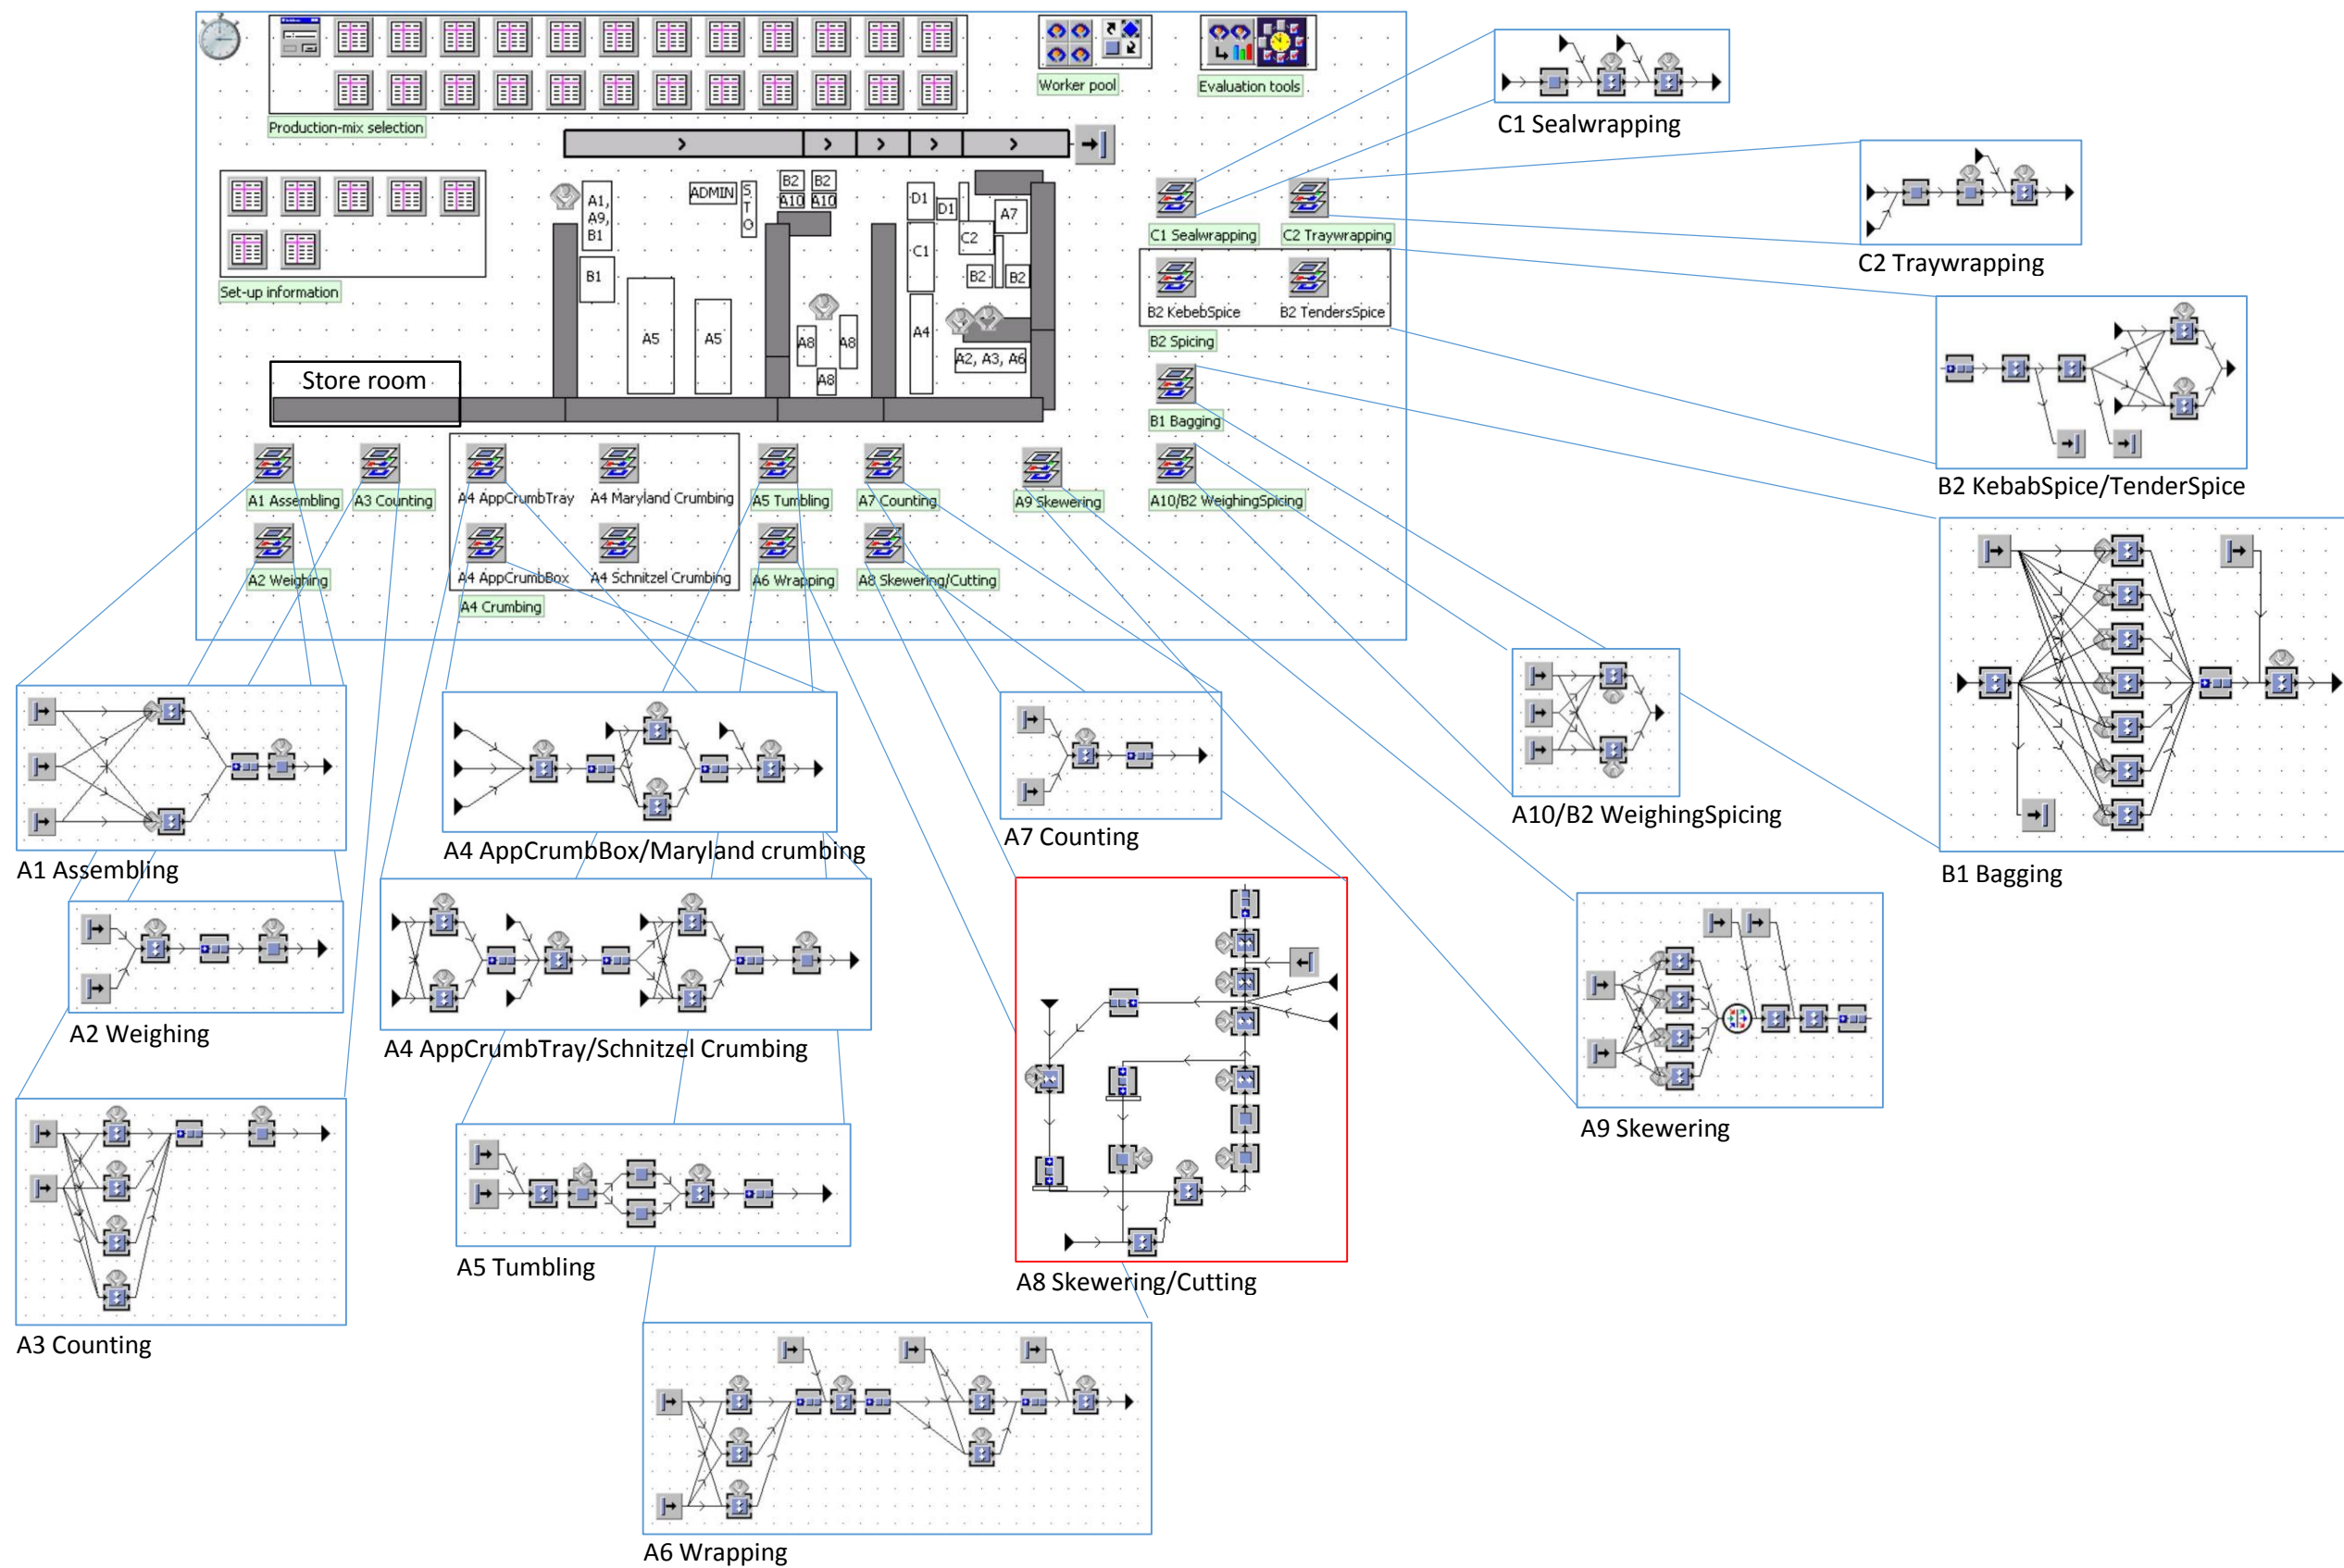 Worker pool
Evaluation tools
Production-mix selection
C1 Sealwrapping
C2 Traywrapping
Set-up information
ADMIN
STO
A1,
A9,
B1
B1
A5
A5
B2
B2
A10
A10
A8
A8
A8
D1
D1
C1
C2
A7
B2
B2
A4
A2, A3, A6
Store room
C1 Sealwrapping
C2 Traywrapping
B2 KebebSpice
B2 TendersSpice
B2 Spicing
B1 Bagging
B2 KebabSpice/TenderSpice
A1 Assembling
A3 Counting
A4 AppCrumbTray
A4 Maryland Crumbing
A5 Tumbling
A7 Counting
A9 Skewering
A10/B2 WeighingSpicing
A2 Weighing
A4 AppCrumbBox
A4 Schnitzel Crumbing
A6 Wrapping
A8 Skewering/Cutting
A4 Crumbing
A1 Assembling
A4 AppCrumbBox/Maryland crumbing
A7 Counting
A10/B2 WeighingSpicing
B1 Bagging
A2 Weighing
A4 AppCrumbTray/Schnitzel Crumbing
A9 Skewering
A5 Tumbling
A8 Skewering/Cutting
A3 Counting
A6 Wrapping